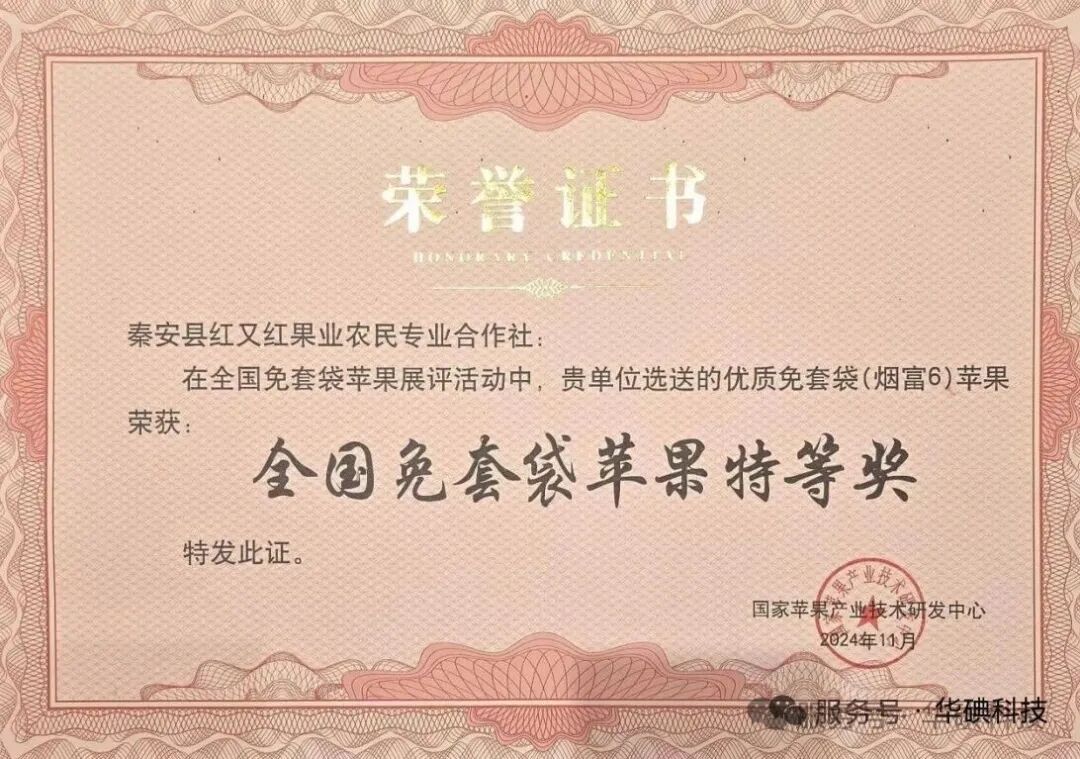 荣誉证书
HONORARY CREDENTIAL
秦安县红又红果业农民专业合作社:
在全国免套袋苹果展评活动中,贵单位选送的优质免套袋(烟富6)苹果
荣获:
全国免套袋苹果特等奖
特发此证。
国家苹果产业技术研发中心
2024年11月
服务号·华碘科技